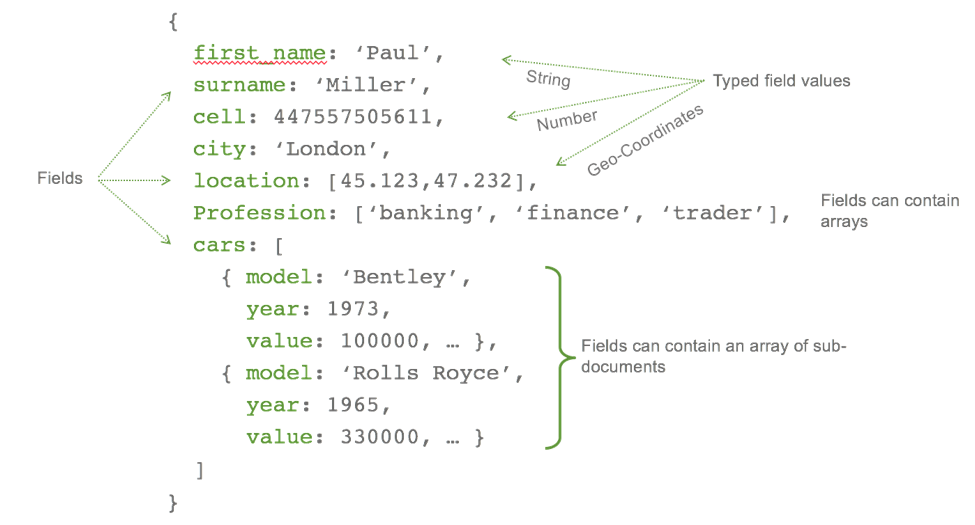 {
first_name: ‘Paul’,
String
Typed field values
surname: ‘Miller’,
cell: 447557505611,
Number
city: ‘London’,
Geo-Coordinates
Fields
location: [45.123,47.232],
Profession: [‘banking’, ‘finance’, ‘trader’],
Fields can contain
arrays
cars: [
{ model: ‘Bentley’,
year: 1973,
value: 100000, … },
Fields can contain an array of sub-
documents
{ model: ‘Rolls Royce’,
year: 1965,
value: 330000, … }
]
}